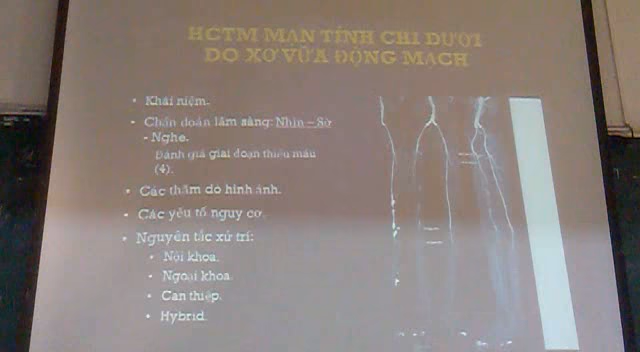 HCTM MẠN TÍNH CHI DƯỚI
DO XƠ VỮA ĐỘNG MẠCH
• Khái niệm.
• Chẩn đoán lâm sàng: Nhìn – Sờ
- Nghe.
Đánh giá giai đoạn thiếu máu
(4).
• Các thăm dò hình ảnh.
• Các yếu tố nguy cơ.
• Nguyên tắc xử trí:
• Nội khoa.
• Ngoại khoa.
• Can thiệp.
• Hybrid.